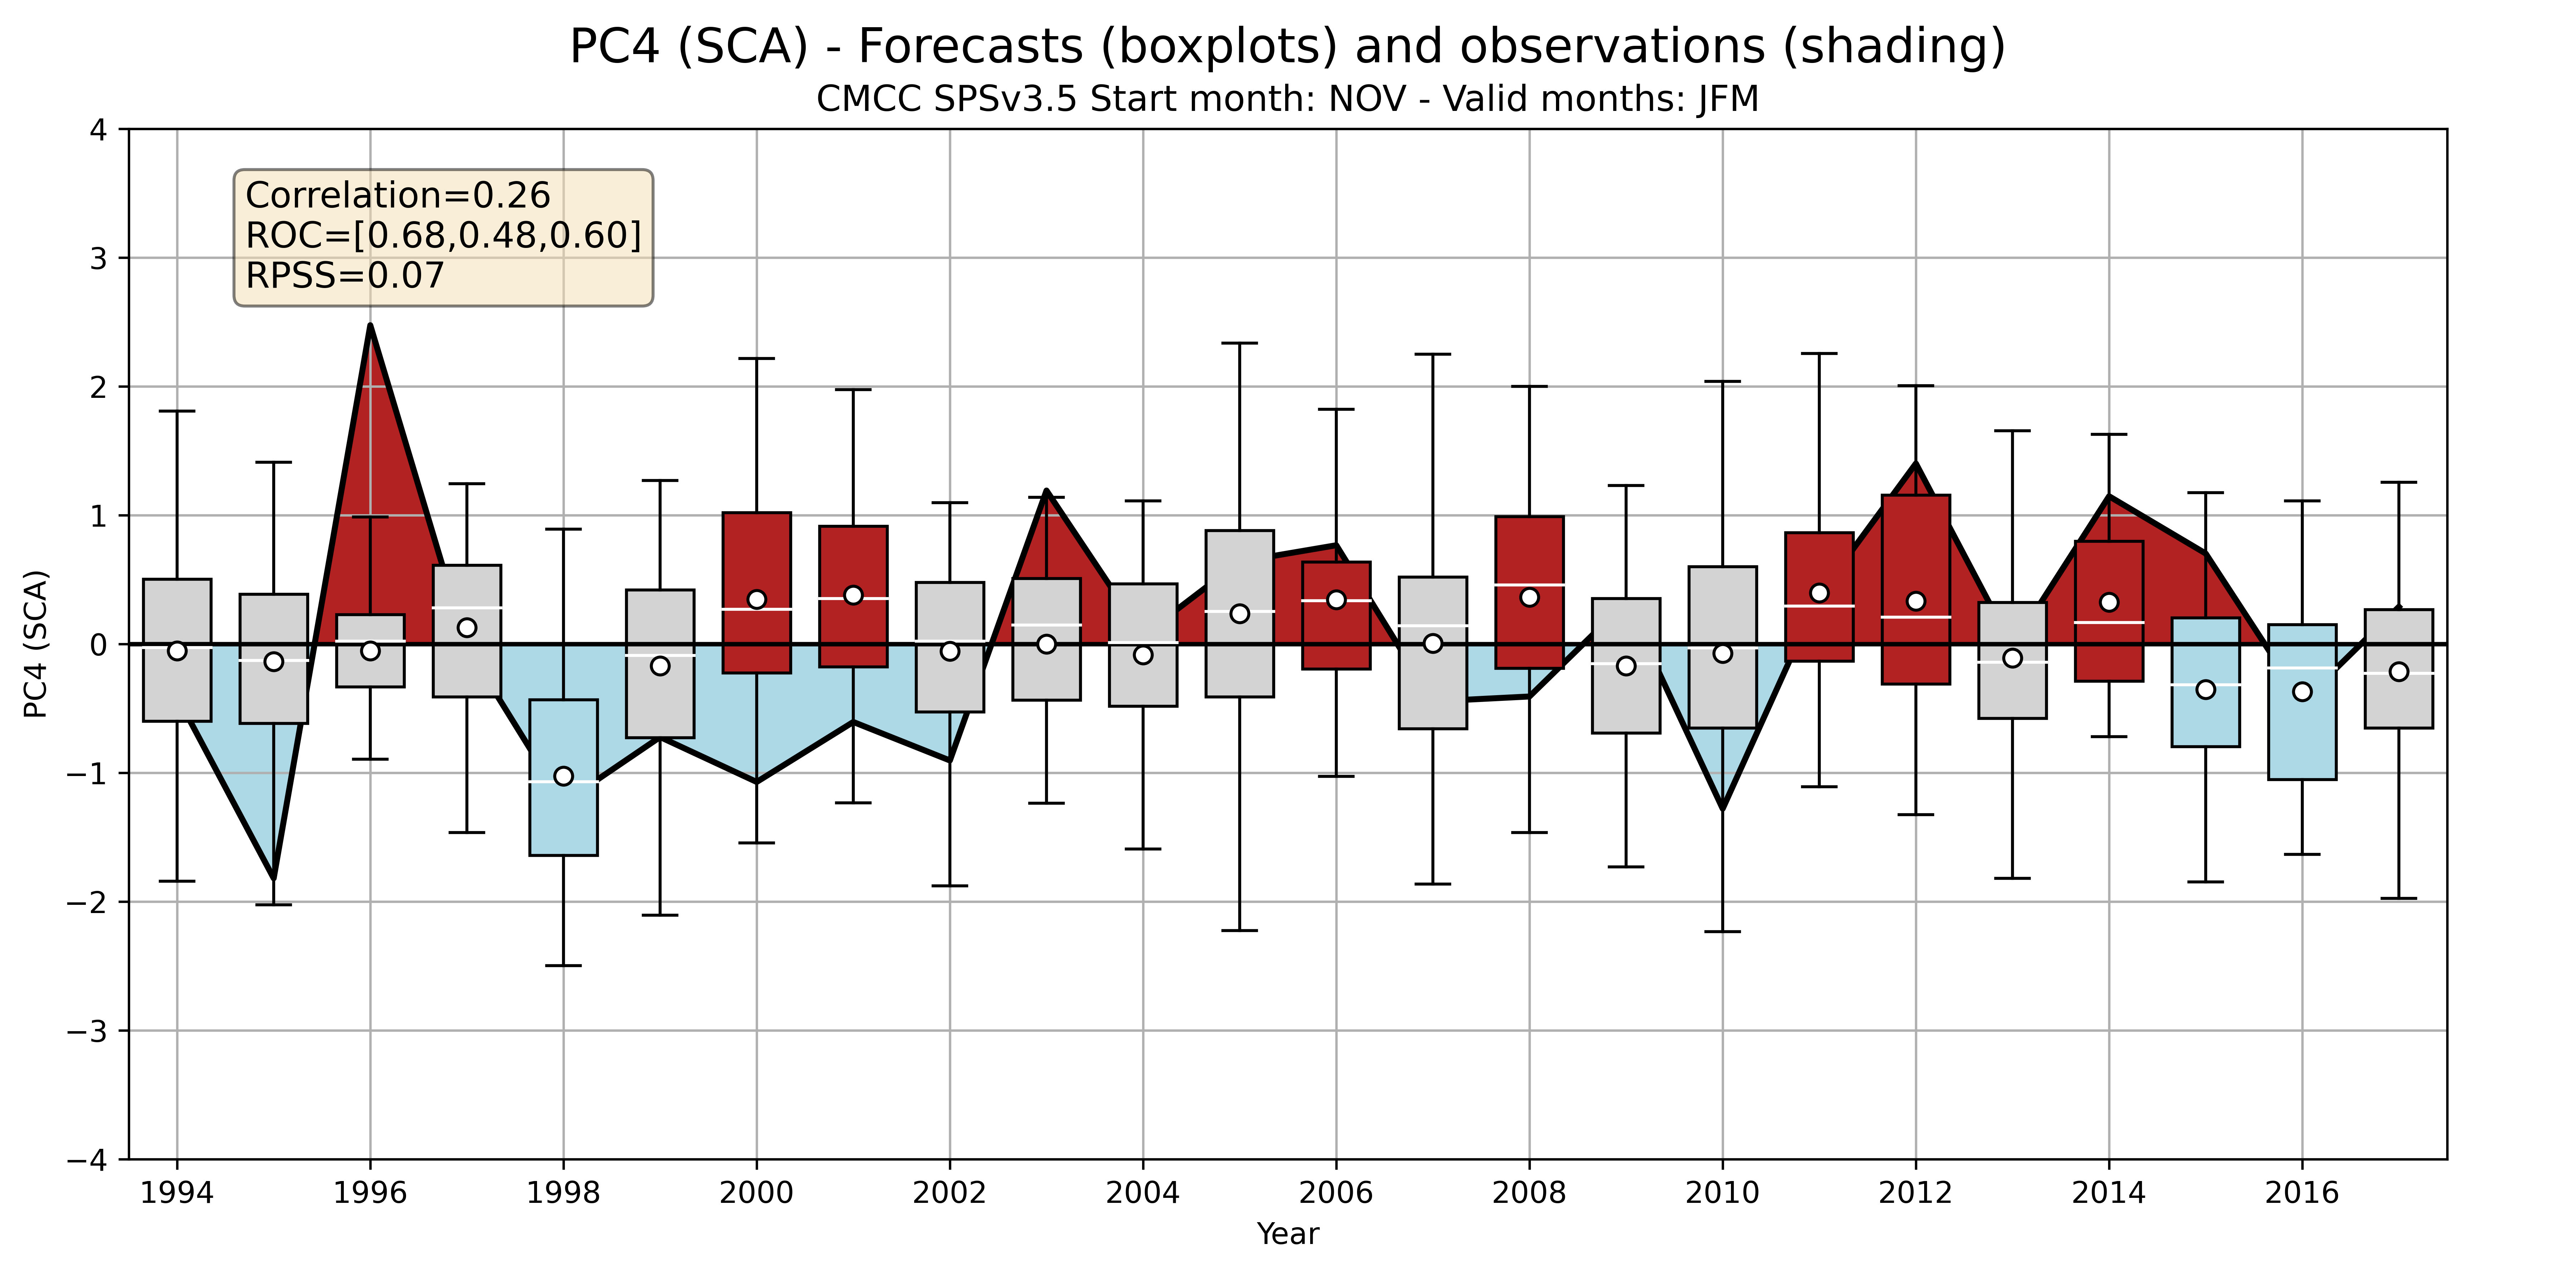 PC4 (SCA) - Forecasts (boxplots) and observations (shading)
CMCC SPSv3.5 Start month: NOV - Valid months: JFM
Correlation=0.26
ROC=[0.68,0.48,0.60]
RPSS=0.07
PC4 (SCA)
4
3
2
1
0
−1
−2
−3
−4
1994 1996 1998 2000 2002 2004 2006 2008 2010 2012 2014 2016
Year